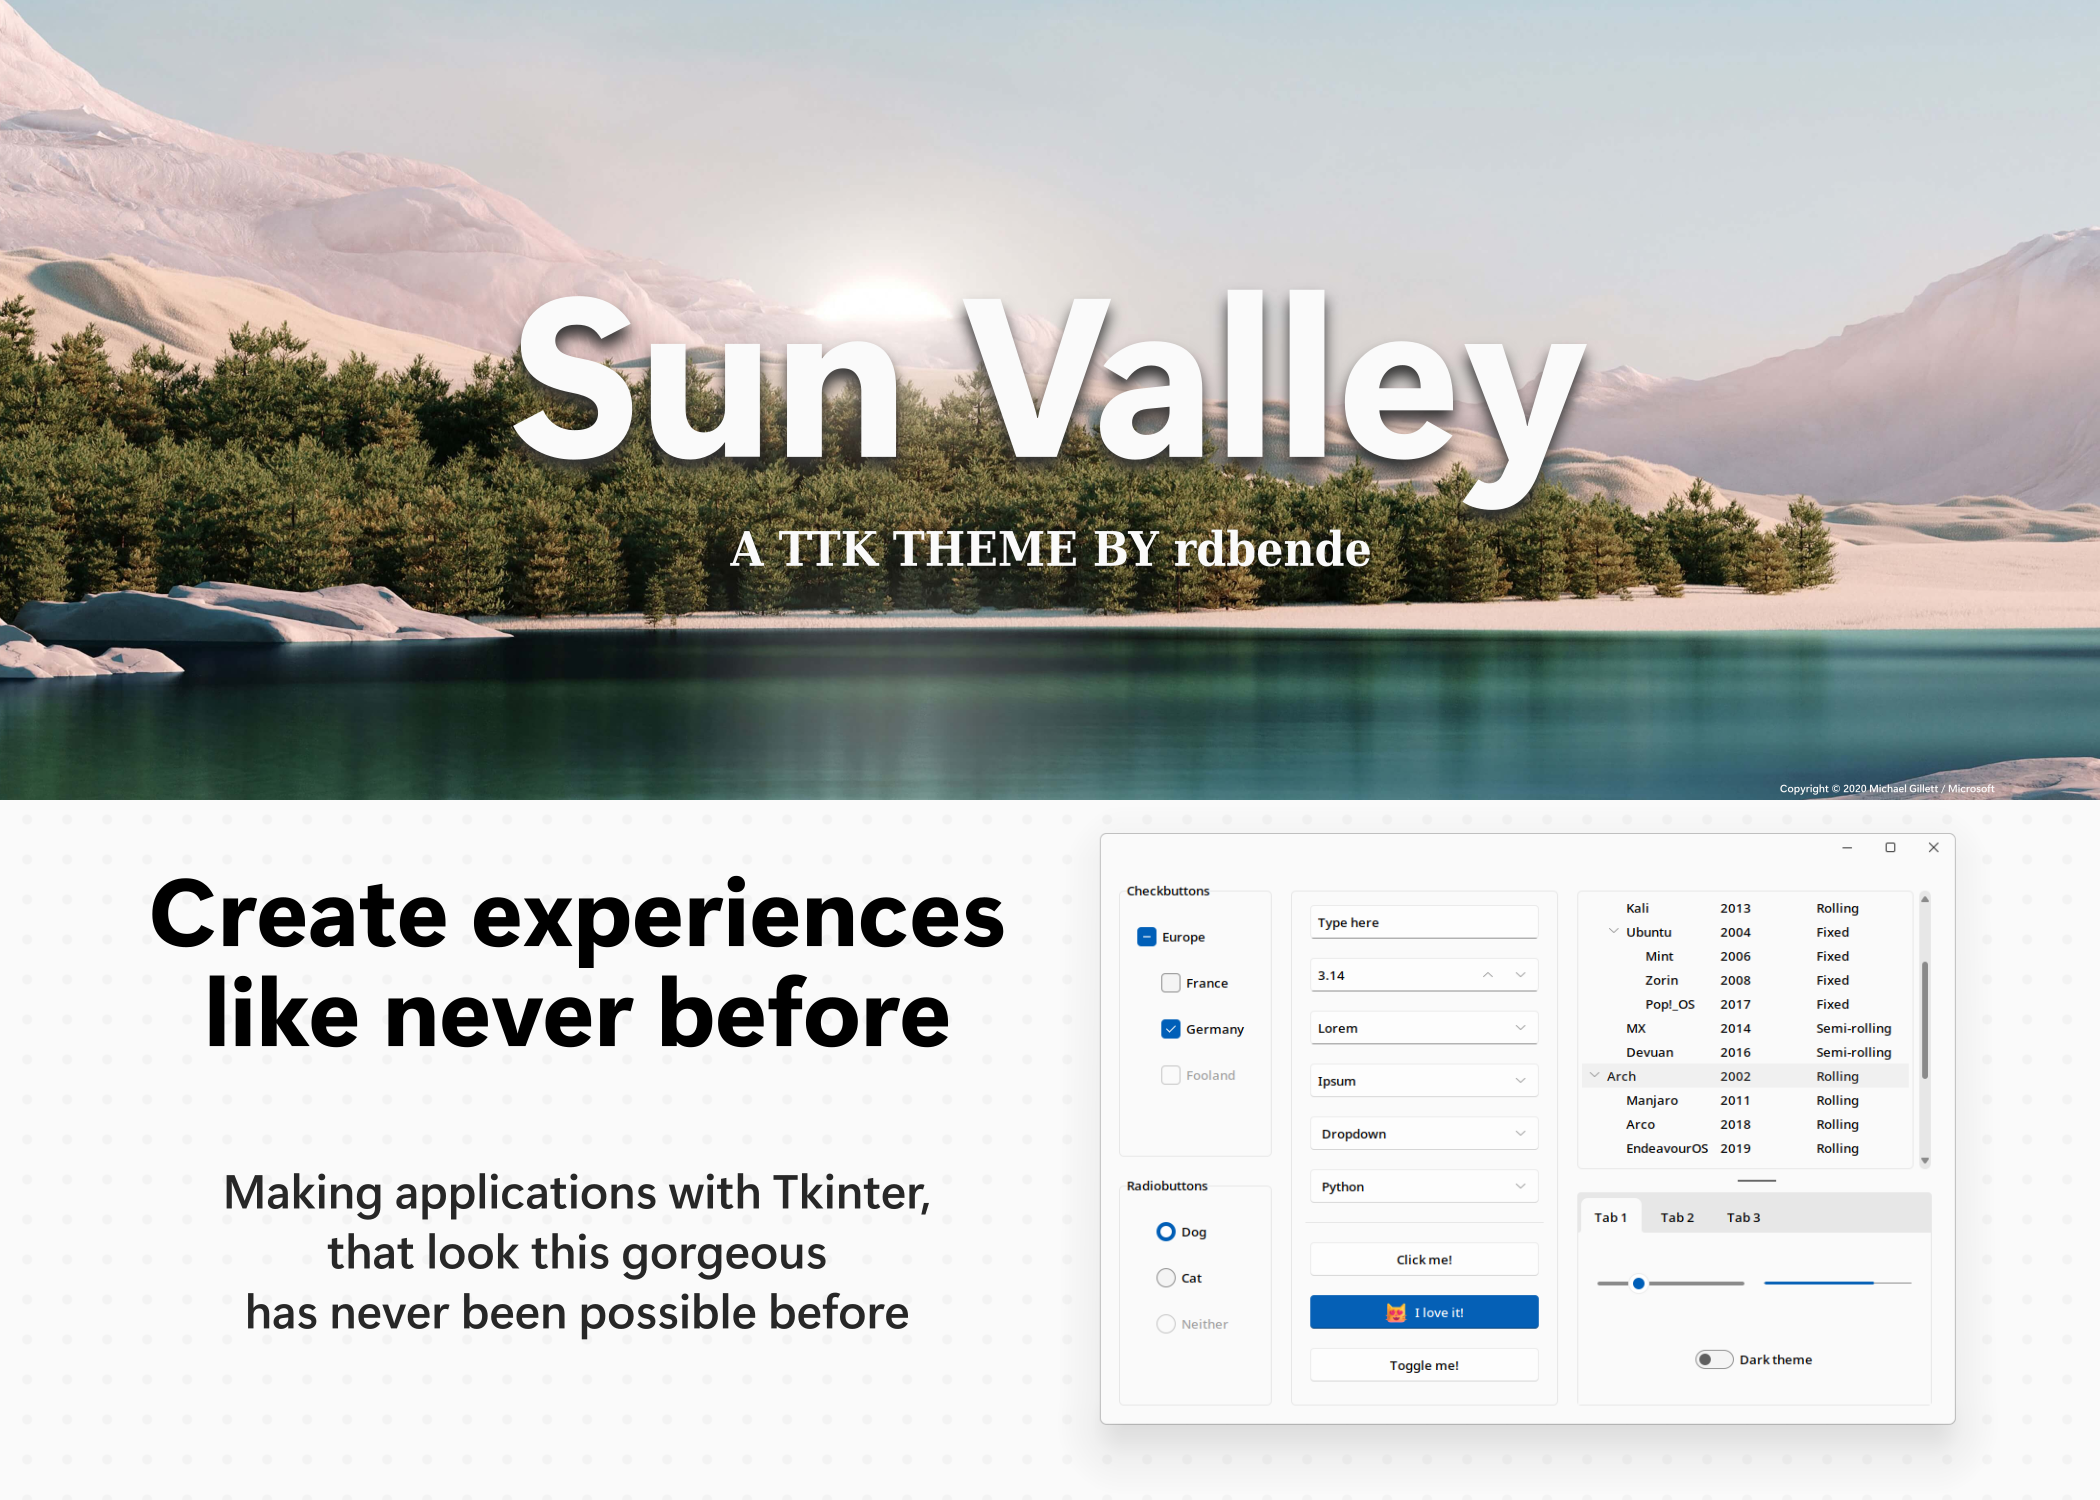 Sun Valley
A TTK THEME BY rdbende
Copyright © 2020 Michael Gillett / Microsoft
Create experiences
like never before
Making applications with Tkinter,
that look this gorgeous
has never been possible before
Checkbuttons
Europe
France
Germany
Fooland
Radiobuttons
Dog
Cat
Neither
Type here
3.14
Lorem
Ipsum
Dropdown
Python
Click me!
I love it!
Toggle me!
Kali 2013 Rolling
Ubuntu 2004 Fixed
Mint 2006 Fixed
Zorin 2008 Fixed
Pop!_OS 2017 Fixed
MX 2014 Semi-rolling
Devuan 2016 Semi-rolling
Arch 2002 Rolling
Manjaro 2011 Rolling
Arco 2018 Rolling
EndeavourOS 2019 Rolling
Tab 1 Tab 2 Tab 3
Dark theme